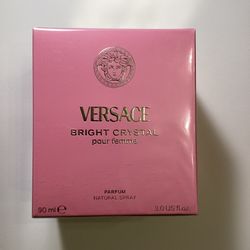 VERSACE
BRIGHT CRYSTAL
pour femme
PARFUM
NATURAL SPRAY
90 ml e 3.0 US fl.oz.